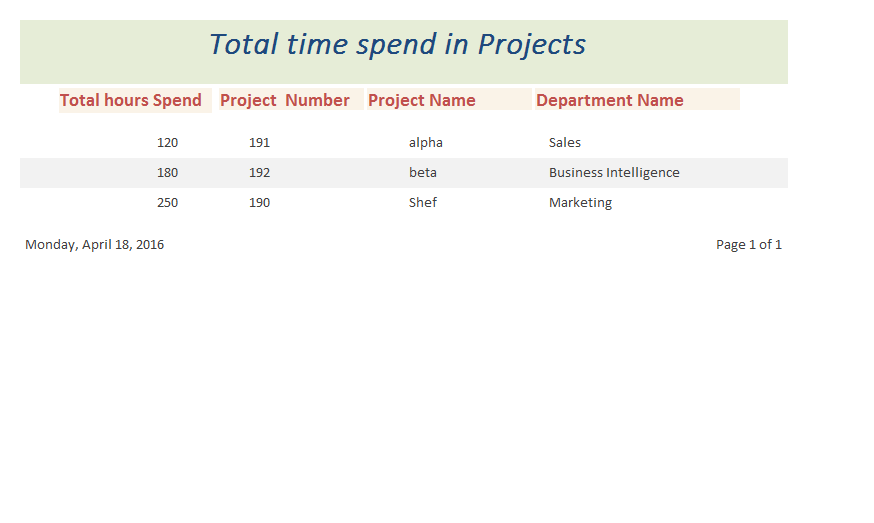 Total time spend in Projects
Total hours Spend Project Number Project Name Department Name
120 191 alpha Sales
180 192 beta Business Intelligence
250 190 Shef Marketing
Monday, April 18, 2016 Page 1 of 1